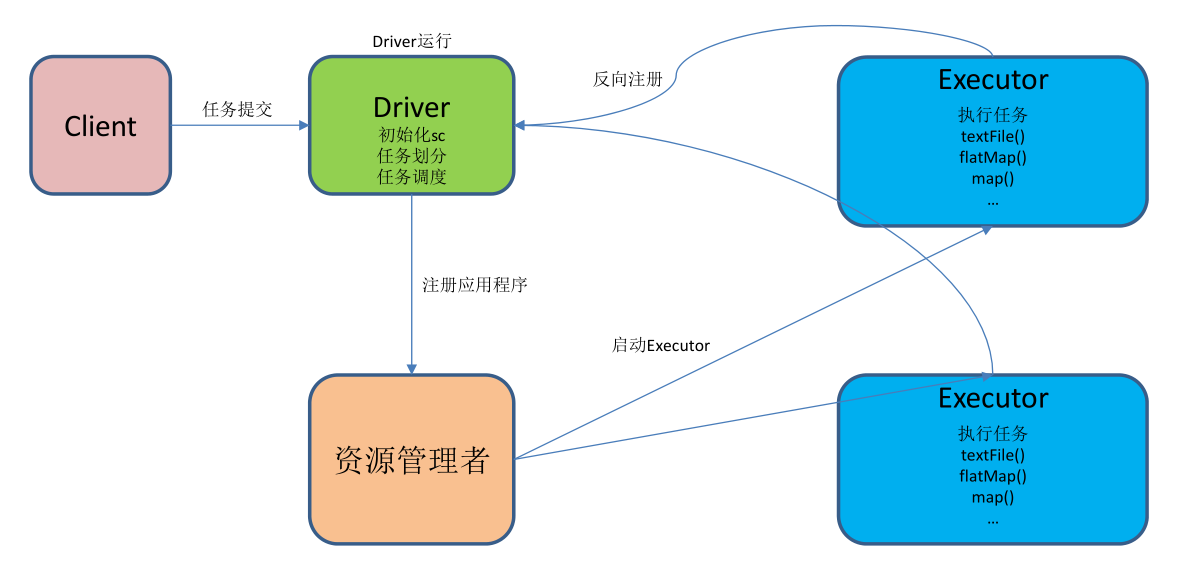 Driver运行
Client
任务提交
Driver
初始化sc
任务划分
任务调度
反向注册
Executor
执行任务
textFile()
flatMap()
map()
...
注册应用程序
启动Executor
资源管理者
Executor
执行任务
textFile()
flatMap()
map()
...